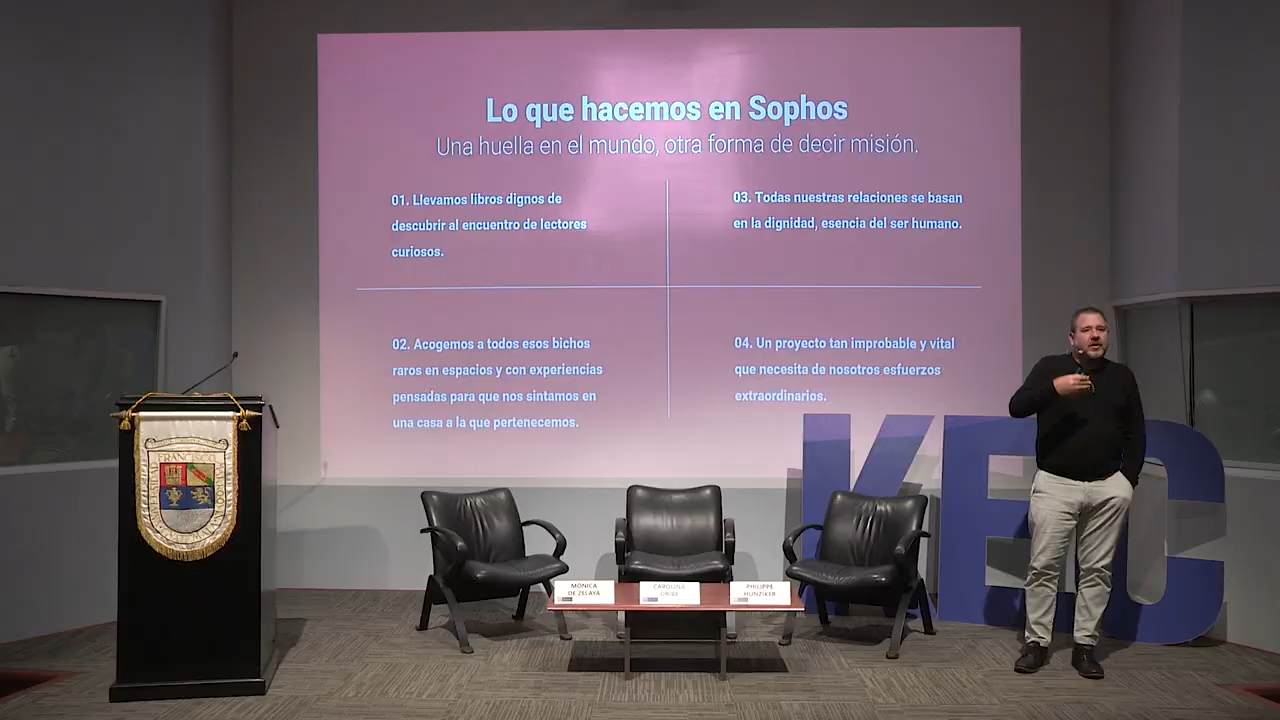 Lo que hacemos en Sophos
Una huella en el mundo, otra forma de decir misión.
01. Llevamos libros dignos de
descubrir al encuentro de lectores
curiosos.
02. Acogemos a todos esos bichos
raros en espacios y con experiencias
pensadas para que nos sintamos en
una casa a la que pertenecemos.
03. Todas nuestras relaciones se basan
en la dignidad, esencia del ser humano.
04. Un proyecto tan improbable y vital
que necesita de nosotros esfuerzos
extraordinarios.
KEC
FRANCISCO
MÓNICA
DE ZELAYA
CAROLINA
URIBE
PHILIPPE
HUNZIKER